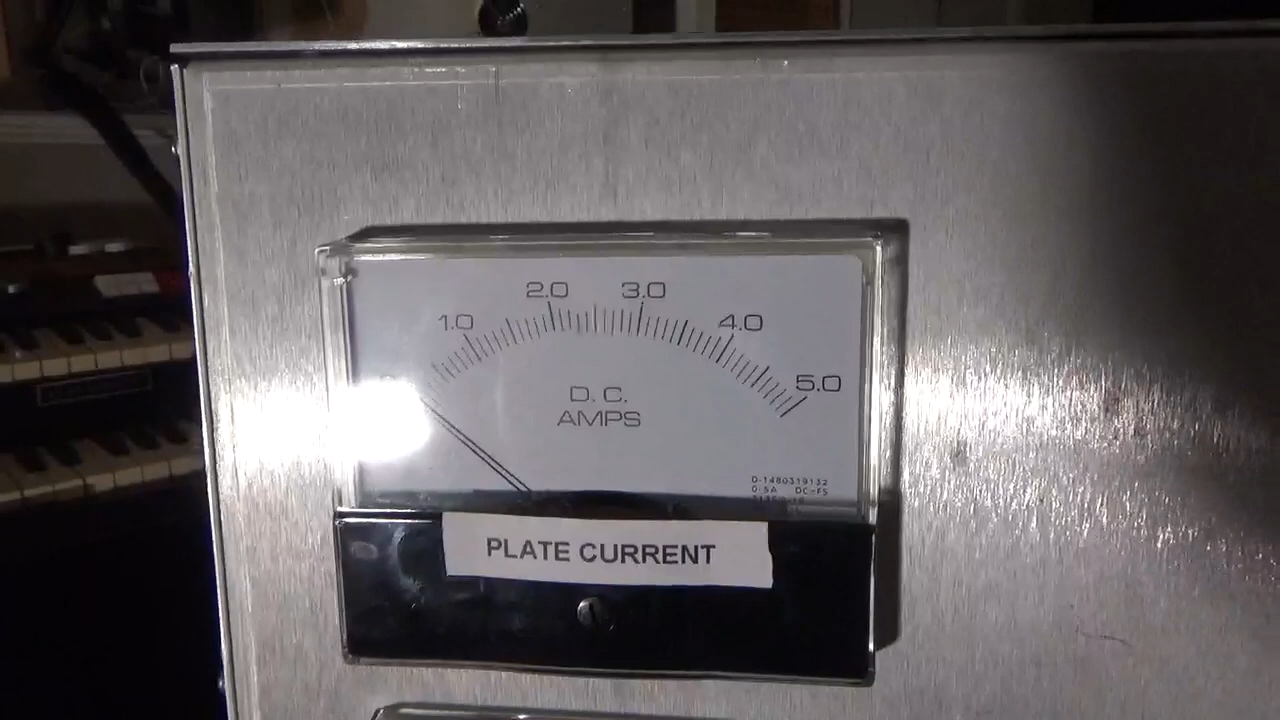 1.0 2.0 3.0 4.0 5.0
D. C.
AMPS
D-1480319132
0-5A DC=FS
PLATE CURRENT